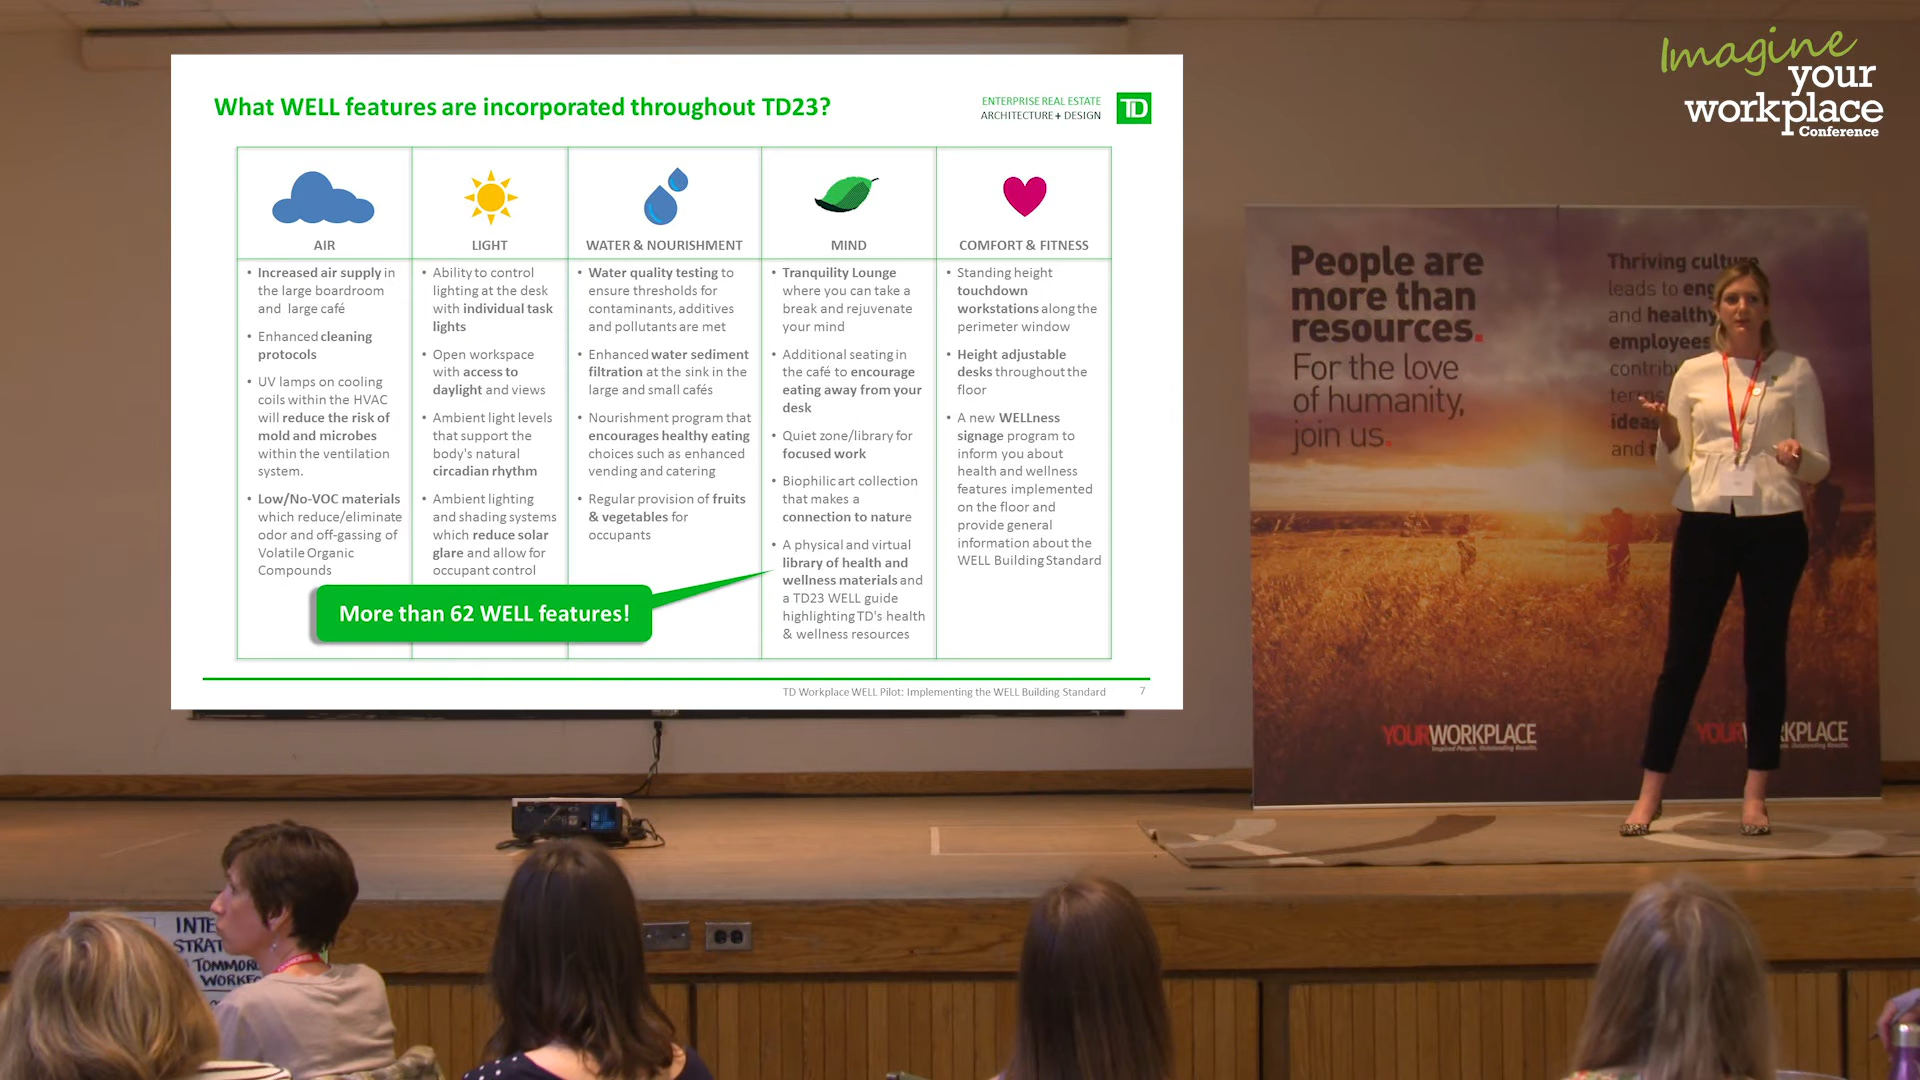 Imagine
your
workplace
Conference
What WELL features are incorporated throughout TD23?
ENTERPRISE REAL ESTATE
ARCHITECTURE + DESIGN
TD
AIR
• Increased air supply in
the large boardroom
and large café
• Enhanced cleaning
protocols
• UV lamps on cooling
coils within the HVAC
will reduce the risk of
mold and microbes
within the ventilation
system.
• Low/No-VOC materials
which reduce/eliminate
odor and off-gassing of
Volatile Organic
Compounds
LIGHT
• Ability to control
lighting at the desk
with individual task
lights
• Open workspace
with access to
daylight and views
• Ambient light levels
that support the
body's natural
circadian rhythm
• Ambient lighting
and shading systems
which reduce solar
glare and allow for
occupant control
WATER & NOURISHMENT
• Water quality testing to
ensure thresholds for
contaminants, additives
and pollutants are met
• Enhanced water sediment
filtration at the sink in the
large and small cafés
• Nourishment program that
encourages healthy eating
choices such as enhanced
vending and catering
• Regular provision of fruits
& vegetables for
occupants
MIND
• Tranquility Lounge
where you can take a
break and rejuvenate
your mind
• Additional seating in
the café to encourage
eating away from your
desk
• Quiet zone/library for
focused work
• Biophilic art collection
that makes a
connection to nature
• A physical and virtual
library of health and
wellness materials and
a TD23 WELL guide
highlighting TD's health
& wellness resources
COMFORT & FITNESS
• Standing height
touchdown
workstations along the
perimeter window
• Height adjustable
desks throughout the
floor
• A new WELLness
signage program to
inform you about
health and wellness
features implemented
on the floor and
provide general
information about the
WELL Building Standard
More than 62 WELL features!
TD Workplace WELL Pilot: Implementing the WELL Building Standard
7
People are
more than
resources.
For the love
of humanity,
join us.
YOURWORKPLACE
Inspired People. Outstanding Results.
Thriving culture
leads to
and healthy
employees
ideas
and